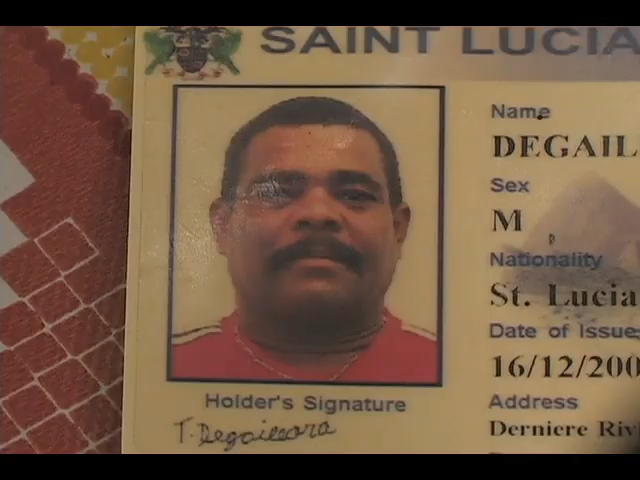 SAINT LUCIA
Name
DEGAIL
Sex
M
Nationality
St. Lucia
Date of Issue
16/12/200
Address
Derniere Riv
Holder's Signature